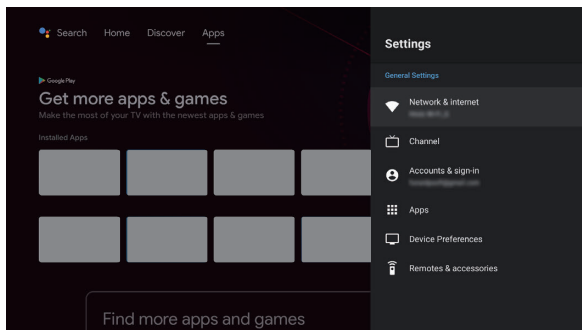 Search Home Discover Apps
Google Play
Get more apps & games
Make the most of your TV with the newest apps & games
Installed Apps
Find more apps and games
Settings
General Settings
Network & internet
Channel
Accounts & sign-in
Apps
Device Preferences
Remotes & accessories